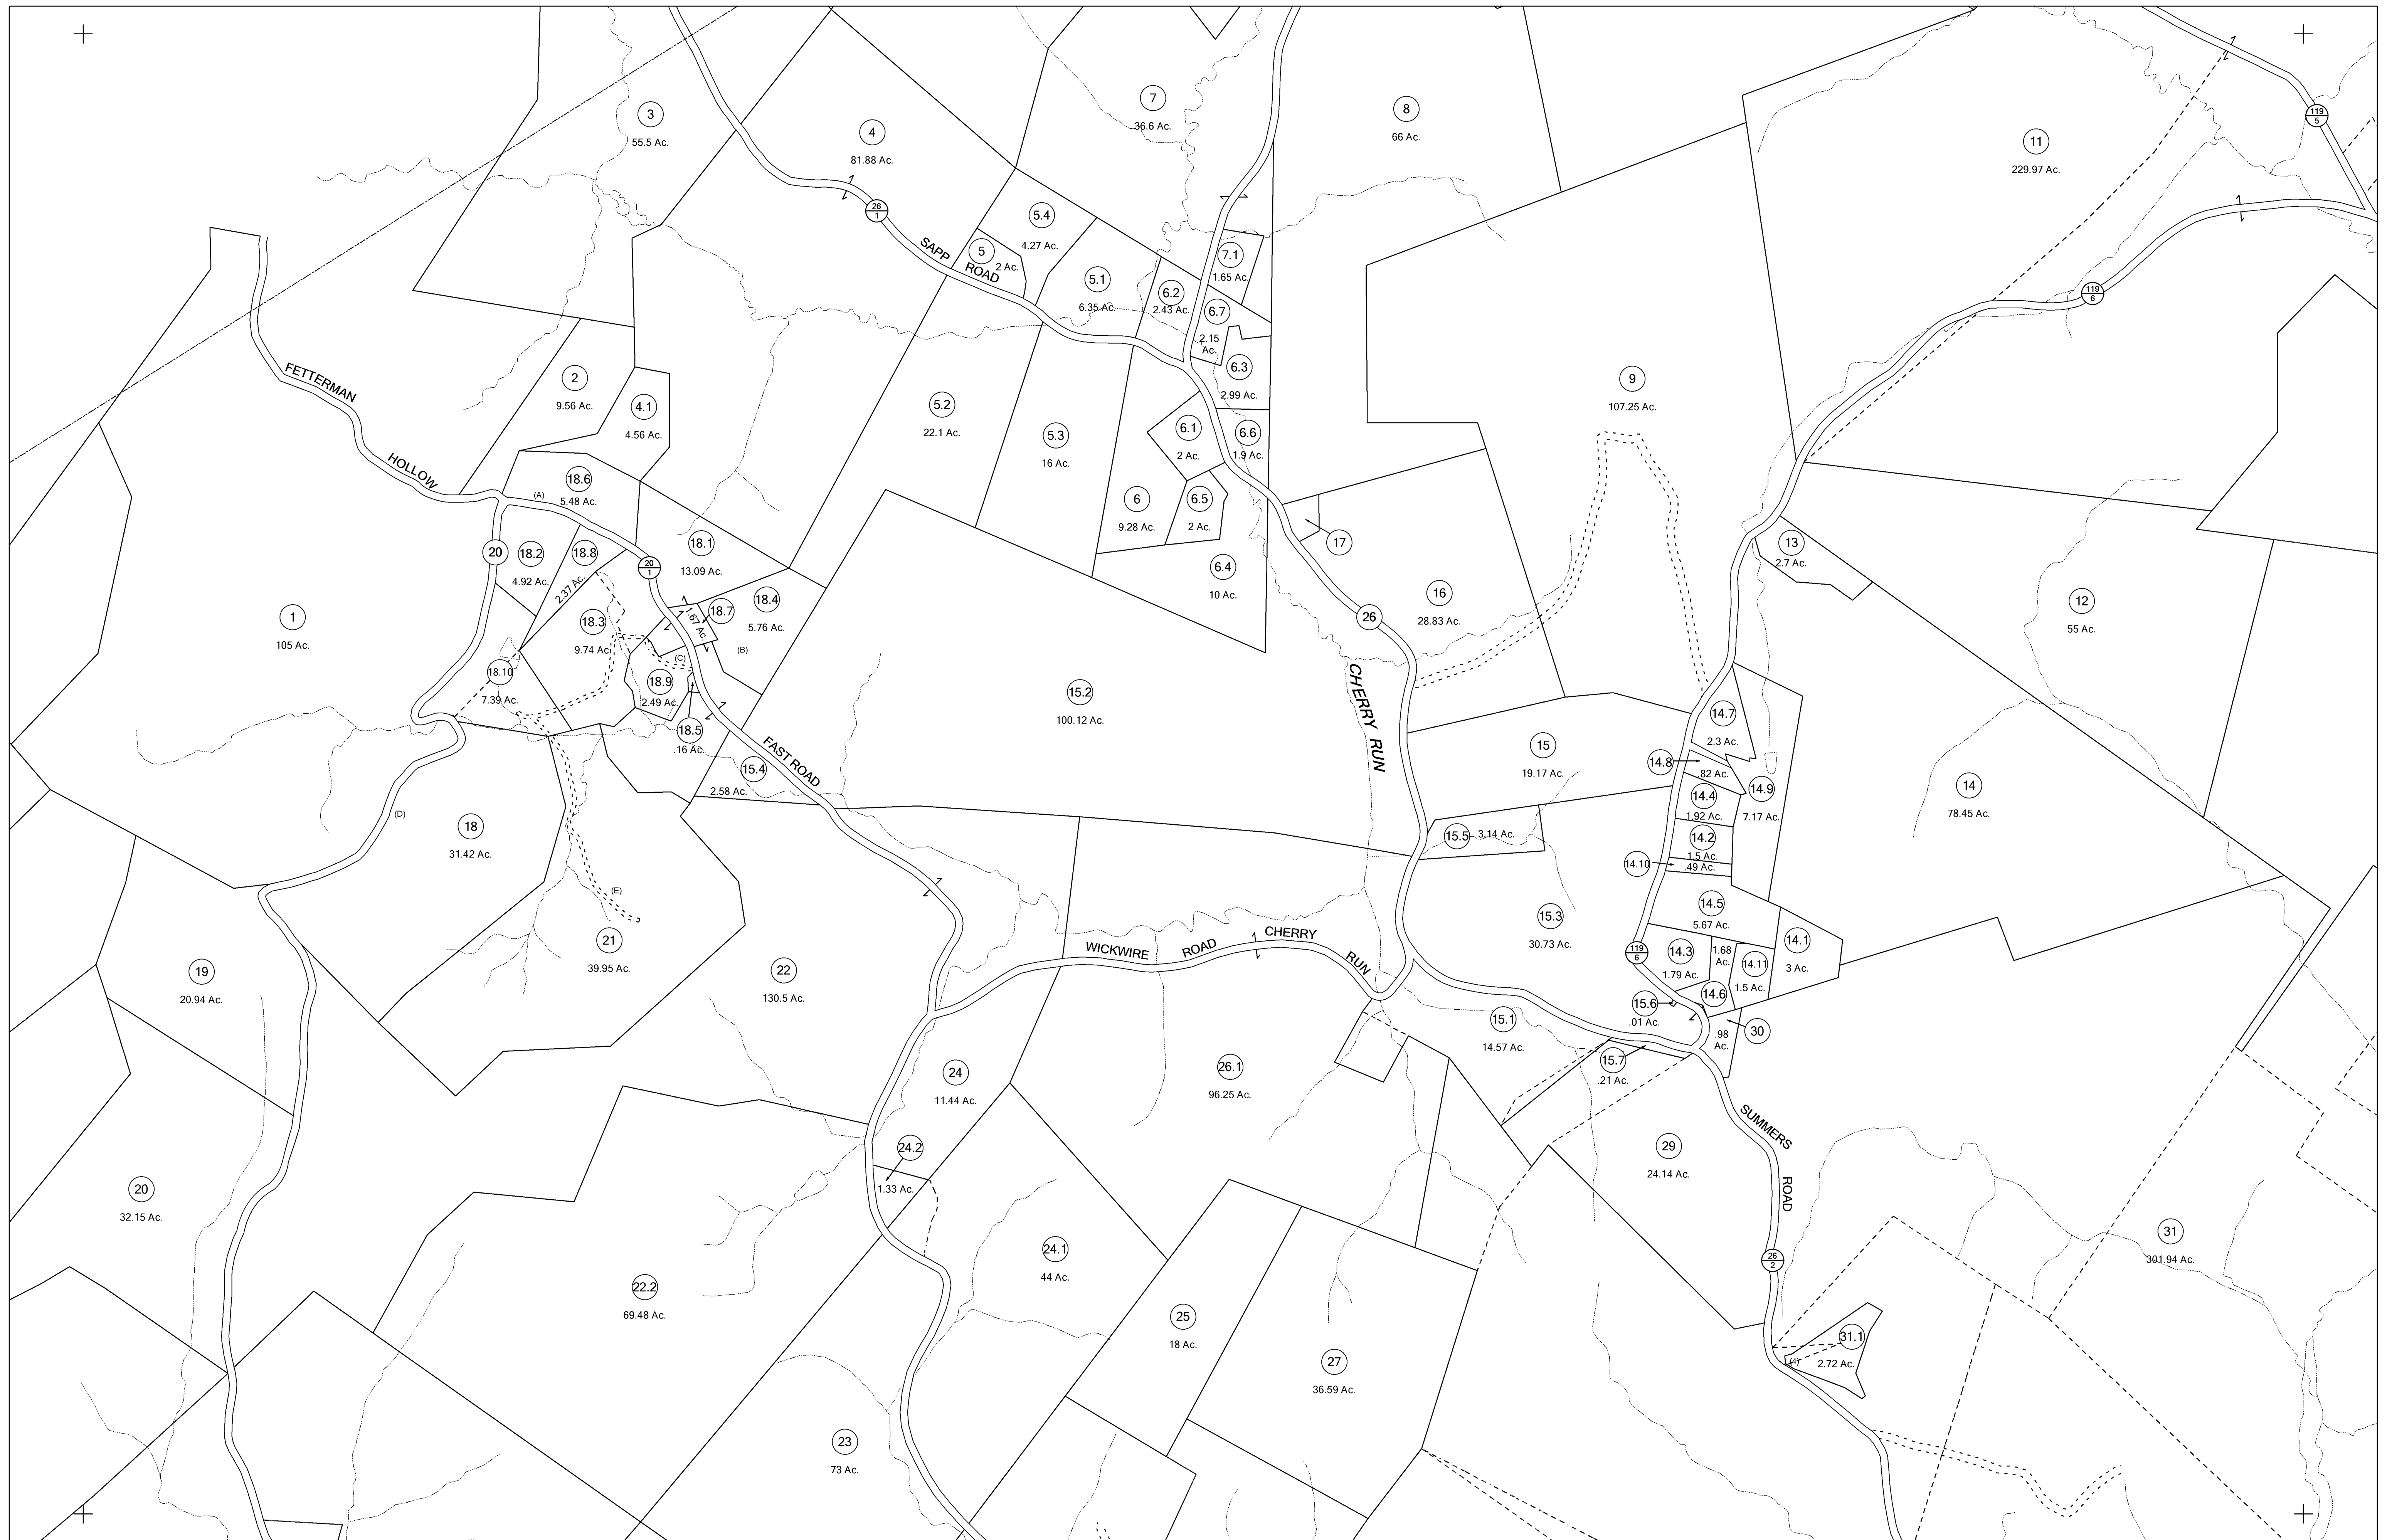 3
55.5 Ac.
4
81.88 Ac.
7
36.6 Ac.
8
66 Ac.
11
229.97 Ac.
119
5
26
1
SAPP
ROAD
5.4
4.27 Ac.
5
2 Ac.
5.1
6.35 Ac.
6.2
2.43 Ac.
7.1
1.65 Ac.
6.7
2.15
Ac.
6.3
2.99 Ac.
119
6
FETTERMAN
HOLLOW
2
9.56 Ac.
4.1
4.56 Ac.
5.2
22.1 Ac.
5.3
16 Ac.
6.1
2 Ac.
6.6
1.9 Ac.
6
9.28 Ac.
6.5
2 Ac.
6.4
10 Ac.
9
107.25 Ac.
17
16
28.83 Ac.
26
13
2.7 Ac.
12
55 Ac.
(A)
18.6
5.48 Ac.
20
18.2
4.92 Ac.
18.8
2.37 Ac.
20
1
18.1
13.09 Ac.
1
105 Ac.
18.3
9.74 Ac.
18.7
1.67 Ac.
18.4
5.76 Ac.
(B)
(C)
18.10
7.39 Ac.
18.9
2.49 Ac.
18.5
.16 Ac.
15.4
2.58 Ac.
FAST ROAD
15.2
100.12 Ac.
CHERRY RUN
15
19.17 Ac.
14.7
2.3 Ac.
14.8
.82 Ac.
14.9
7.17 Ac.
14.4
1.92 Ac.
14.2
1.5 Ac.
14.10
.49 Ac.
14
78.45 Ac.
15.5
3.14 Ac.
(D)
18
31.42 Ac.
(E)
21
39.95 Ac.
19
20.94 Ac.
22
130.5 Ac.
WICKWIRE ROAD CHERRY RUN
15.3
30.73 Ac.
14.5
5.67 Ac.
119
6
14.3
1.79 Ac.
1.68
Ac.
14.11
1.5 Ac.
14.1
3 Ac.
14.6
15.6
.01 Ac.
30
.98
Ac.
15.1
14.57 Ac.
15.7
.21 Ac.
24
11.44 Ac.
26.1
96.25 Ac.
24.2
1.33 Ac.
SUMMERS
ROAD
29
24.14 Ac.
20
32.15 Ac.
22.2
69.48 Ac.
24.1
44 Ac.
26
2
31
301.94 Ac.
25
18 Ac.
27
36.59 Ac.
31.1
(4)
2.72 Ac.
23
73 Ac.